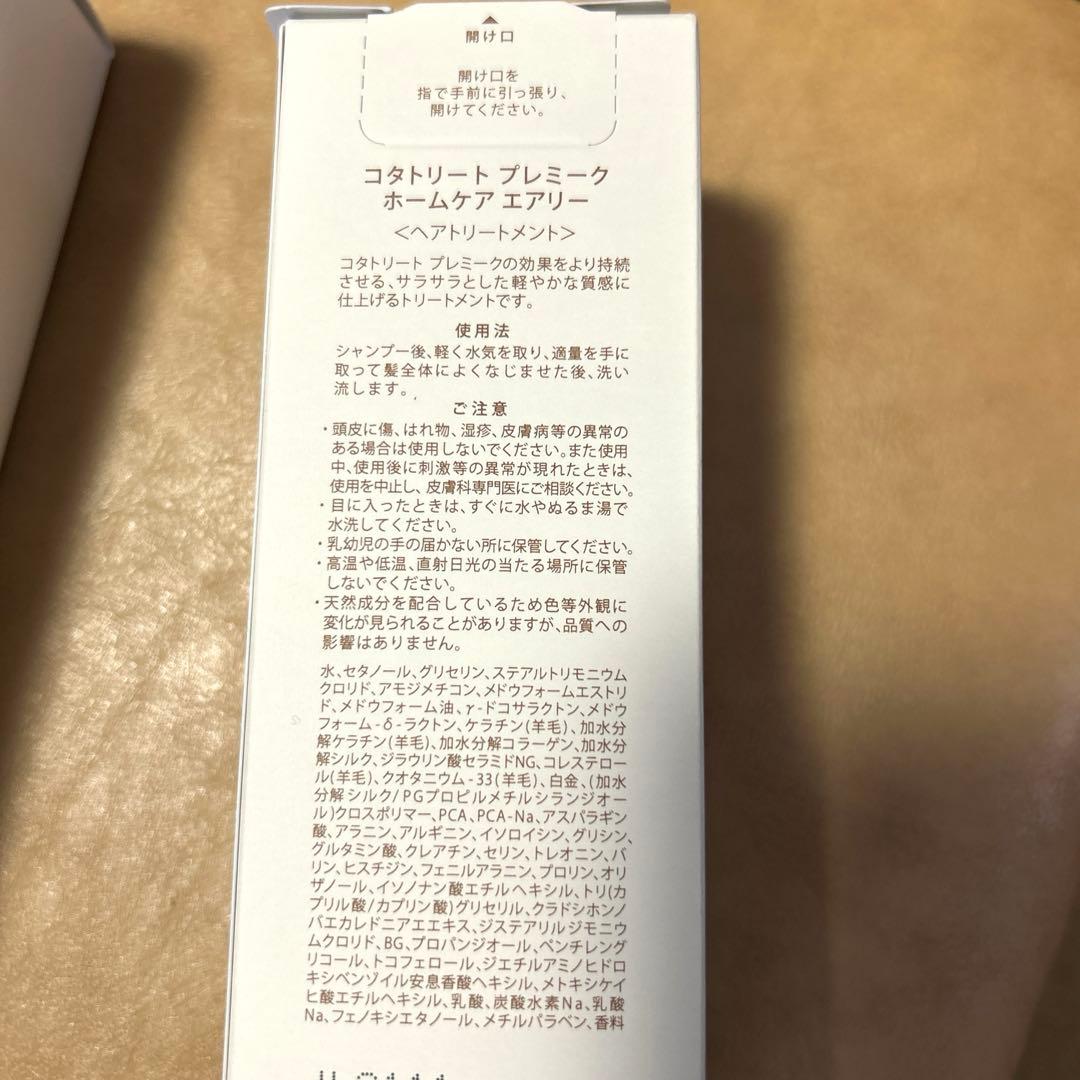 開け口
開け口を
指で手前に引っ張り、
開けてください。
コタトリート プレミーク
ホームケア エアリー
＜ヘアトリートメント＞
コタトリート プレミークの効果をより持続
させる、サラサラとした軽やかな質感に
仕上げるトリートメントです。
使用法
シャンプー後、軽く水気を取り、適量を手に
取って髪全体によくなじませた後、洗い
流します。
ご注意
・頭皮に傷、はれ物、湿疹、皮膚病等の異常の
ある場合は使用しないでください。また使用
中、使用後に刺激等の異常が現れたときは、
使用を中止し、皮膚科専門医にご相談ください。
・目に入ったときは、すぐに水やぬるま湯で
水洗してください。
・乳幼児の手の届かない所に保管してください。
・高温や低温、直射日光の当たる場所に保管
しないでください。
・天然成分を配合しているため色等外観に
変化が見られることがありますが、品質への
影響はありません。
水、セタノール、グリセリン、ステアルトリモニウム
クロリド、アモジメチコン、メドウフォームエストリ
ド、メドウフォーム油、γ-ドコサラクトン、メドウ
フォーム-δ-ラクトン、ケラチン(羊毛)、加水分
解ケラチン(羊毛)、加水分解コラーゲン、加水分
解シルク、ジラウリン酸セラミドNG、コレステロー
ル(羊毛)、クオタニウム-33(羊毛)、白金、(加水
分解シルク/PGプロピルメチルシランジオー
ル)クロスポリマー、PCA、PCA-Na、アスパラギン
酸、アラニン、アルギニン、イソロイシン、グリシン、
グルタミン酸、クレアチン、セリン、トレオニン、バ
リン、ヒスチジン、フェニルアラニン、プロリン、オリ
ザノール、イソノナン酸エチルヘキシル、トリ(カ
プリル酸/カプリン酸)グリセリル、クラドシホンノ
バエカレドニアエエキス、ジステアリルジモニウ
ムクロリド、BG、プロパンジオール、ペンチレング
リコール、トコフェロール、ジエチルアミノヒドロ
キシベンゾイル安息香酸ヘキシル、メトキシケイ
ヒ酸エチルヘキシル、乳酸、炭酸水素Na、乳酸
Na、フェノキシエタノール、メチルパラベン、香料